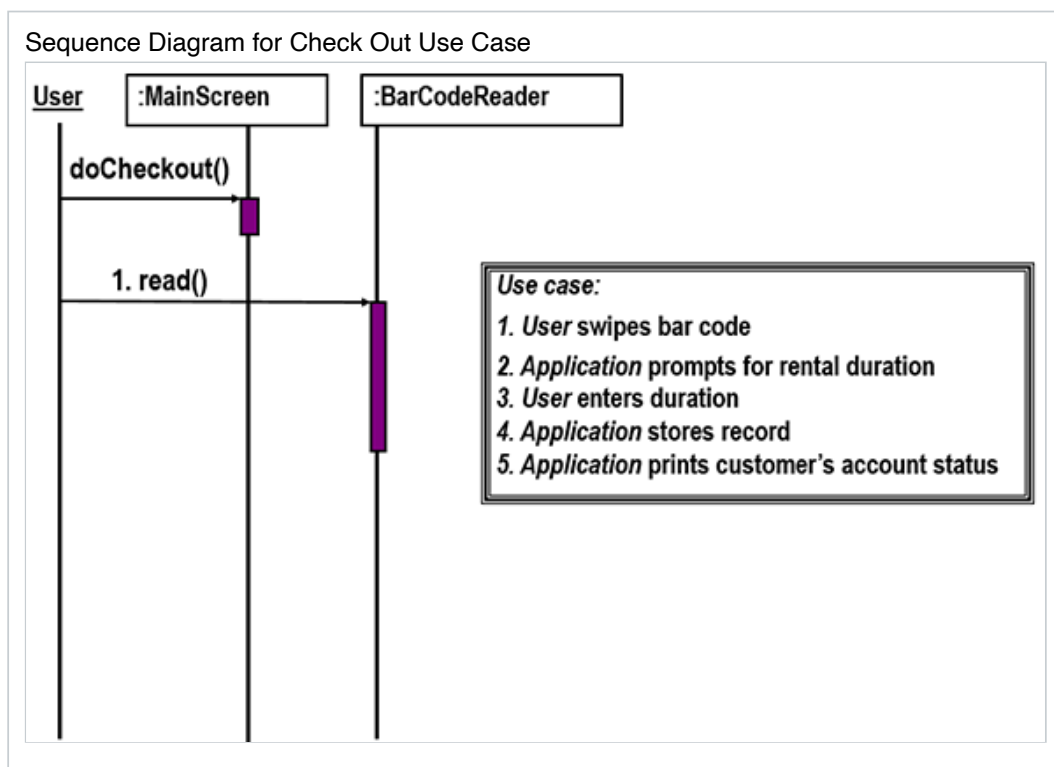 Sequence Diagram for Check Out Use Case
User
:MainScreen
:BarCodeReader
doCheckout()
1. read()
Use case:
1. User swipes bar code
2. Application prompts for rental duration
3. User enters duration
4. Application stores record
5. Application prints customer’s account status